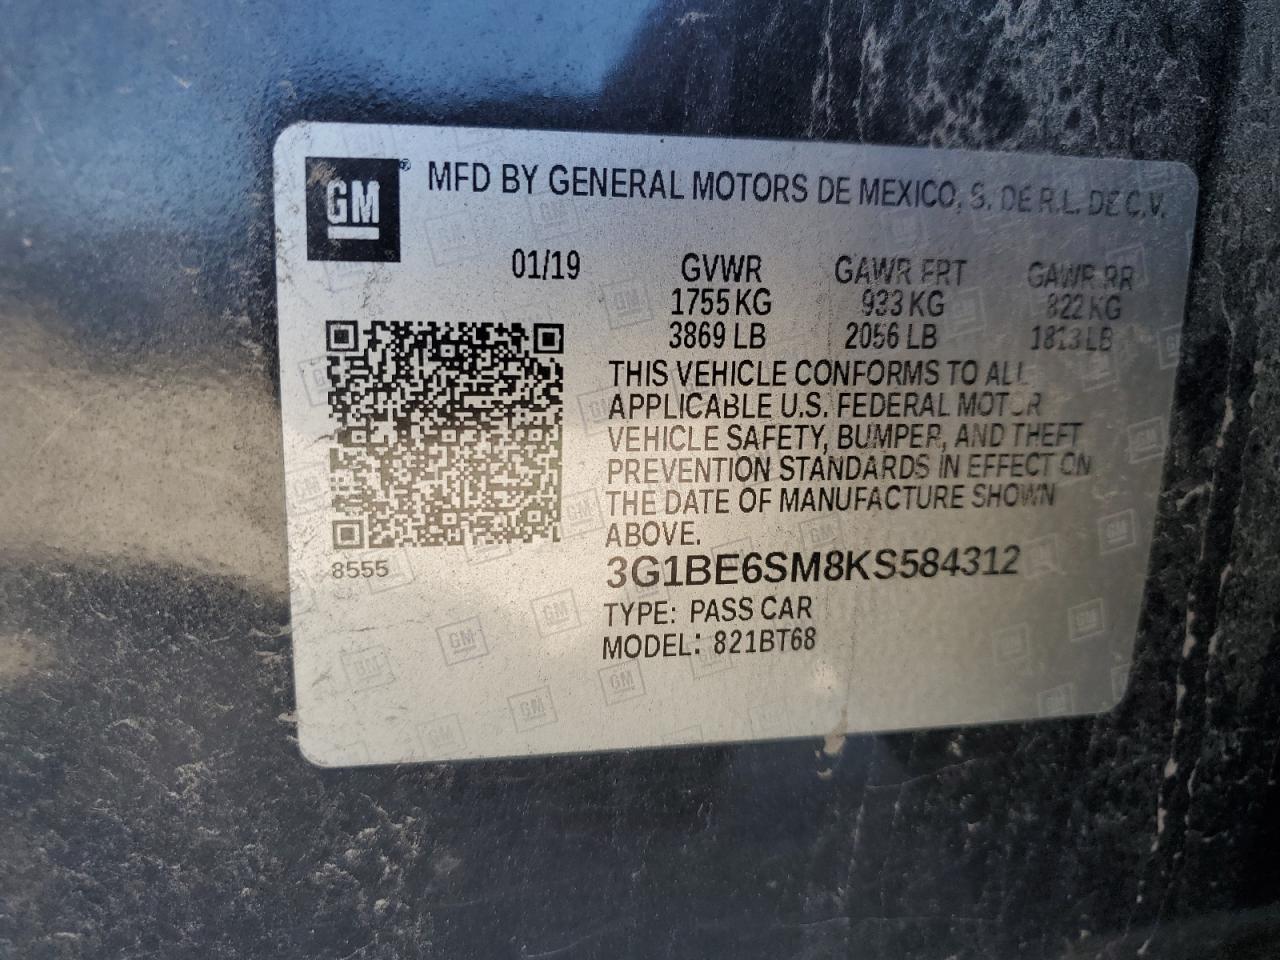 GM® MFD BY GENERAL MOTORS DE MEXICO, S. DE R.L. DE C.V.
01/19 GVWR GAWR FRT GAWR RR
1755 KG 933 KG 822 KG
3869 LB 2056 LB 1813 LB
THIS VEHICLE CONFORMS TO ALL
APPLICABLE U.S. FEDERAL MOTOR
VEHICLE SAFETY, BUMPER, AND THEFT
PREVENTION STANDARDS IN EFFECT ON
THE DATE OF MANUFACTURE SHOWN
ABOVE.
8555
3G1BE6SM8KS584312
TYPE: PASS CAR
MODEL: 821BT68